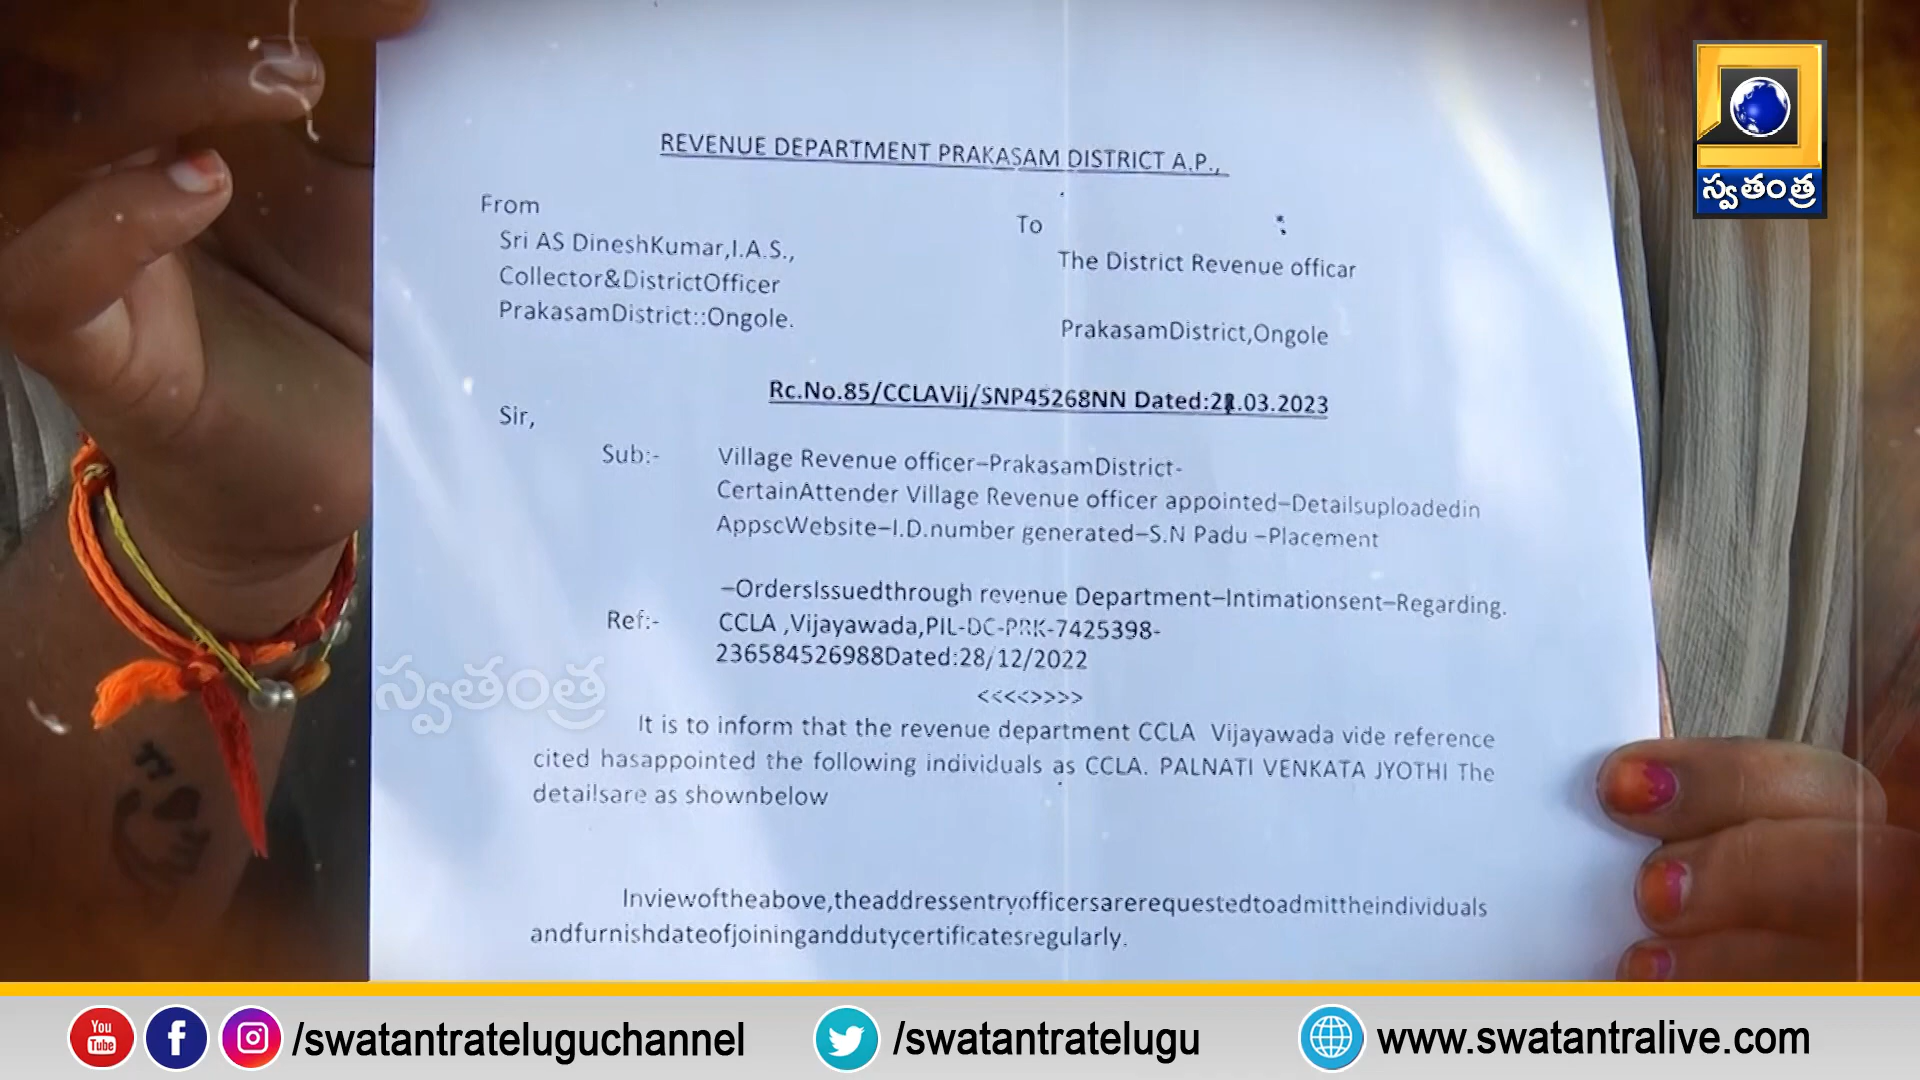 స్వతంత్ర
REVENUE DEPARTMENT PRAKASAM DISTRICT A.P.,
From
Sri AS DineshKumar,I.A.S.,
Collector&DistrictOfficer
PrakasamDistrict::Ongole.
To
The District Revenue officar
PrakasamDistrict,Ongole
Rc.No.85/CCLAVij/SNP45268NN Dated:21.03.2023
Sir,
Sub:- Village Revenue officer–PrakasamDistrict-
CertainAttender Village Revenue officer appointed–Detailsuploadedin
AppscWebsite–I.D.number generated–S.N Padu –Placement
–OrdersIssuedthrough revenue Department–Intimationsent–Regarding.
Ref:- CCLA ,Vijayawada,PIL-DC-PRK-7425398-
236584526988Dated:28/12/2022
<<<<>>>>
It is to inform that the revenue department CCLA Vijayawada vide reference
cited hasappointed the following individuals as CCLA. PALNATI VENKATA JYOTHI The
detailsare as shownbelow
Inviewoftheabove,theaddressentryofficersarerequestedtoadmittheindividuals
andfurnishdateofjoininganddutycertificatesregularly.
స్వతంత్ర
You Tube /swatantrateluguchannel /swatantratelugu www.swatantralive.com